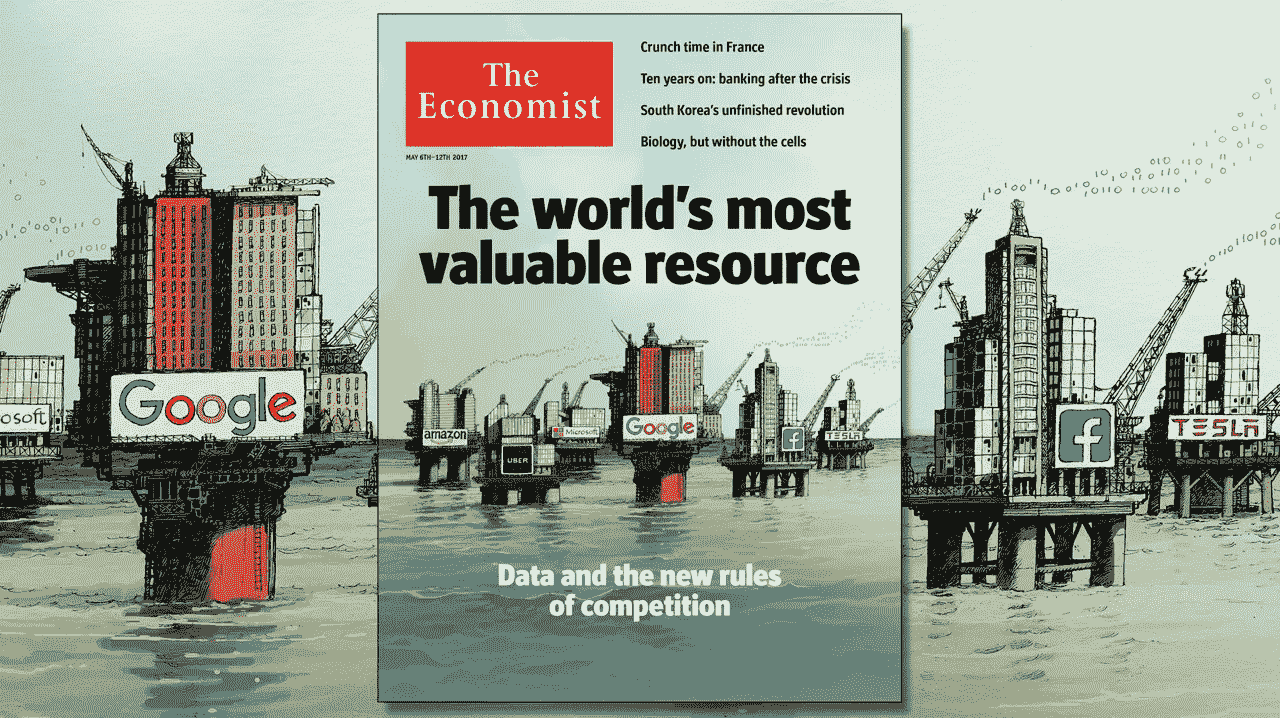 The
Economist
MAY 6TH–12TH 2017
Crunch time in France
Ten years on: banking after the crisis
South Korea's unfinished revolution
Biology, but without the cells
The world's most
valuable resource
amazon
UBER
Microsoft
Google
f
TESLA
Data and the new rules
of competition
osoft
Google
f
TESLA